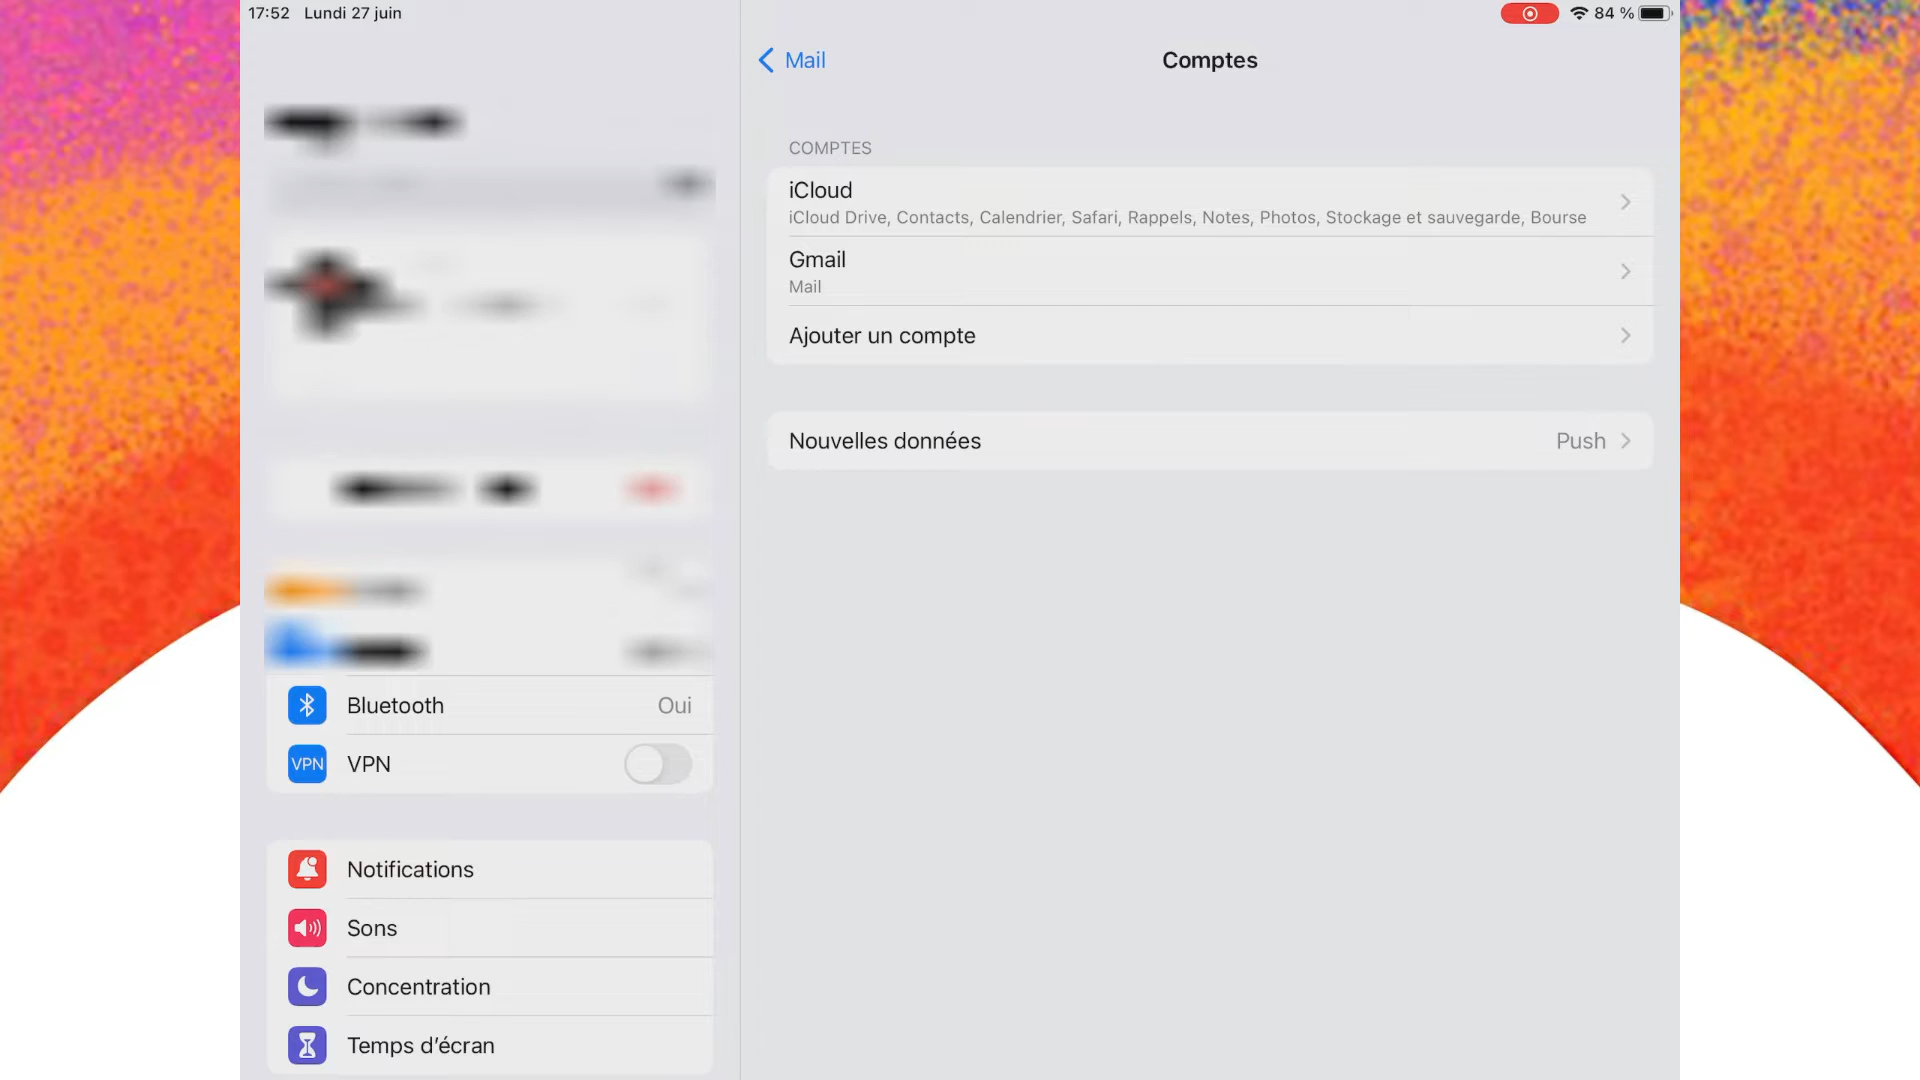 17:52 Lundi 27 juin
84 %
Mail
Comptes
COMPTES
iCloud
iCloud Drive, Contacts, Calendrier, Safari, Rappels, Notes, Photos, Stockage et sauvegarde, Bourse
Gmail
Mail
Ajouter un compte
Nouvelles données Push
Bluetooth Oui
VPN VPN
Notifications
Sons
Concentration
Temps d’écran